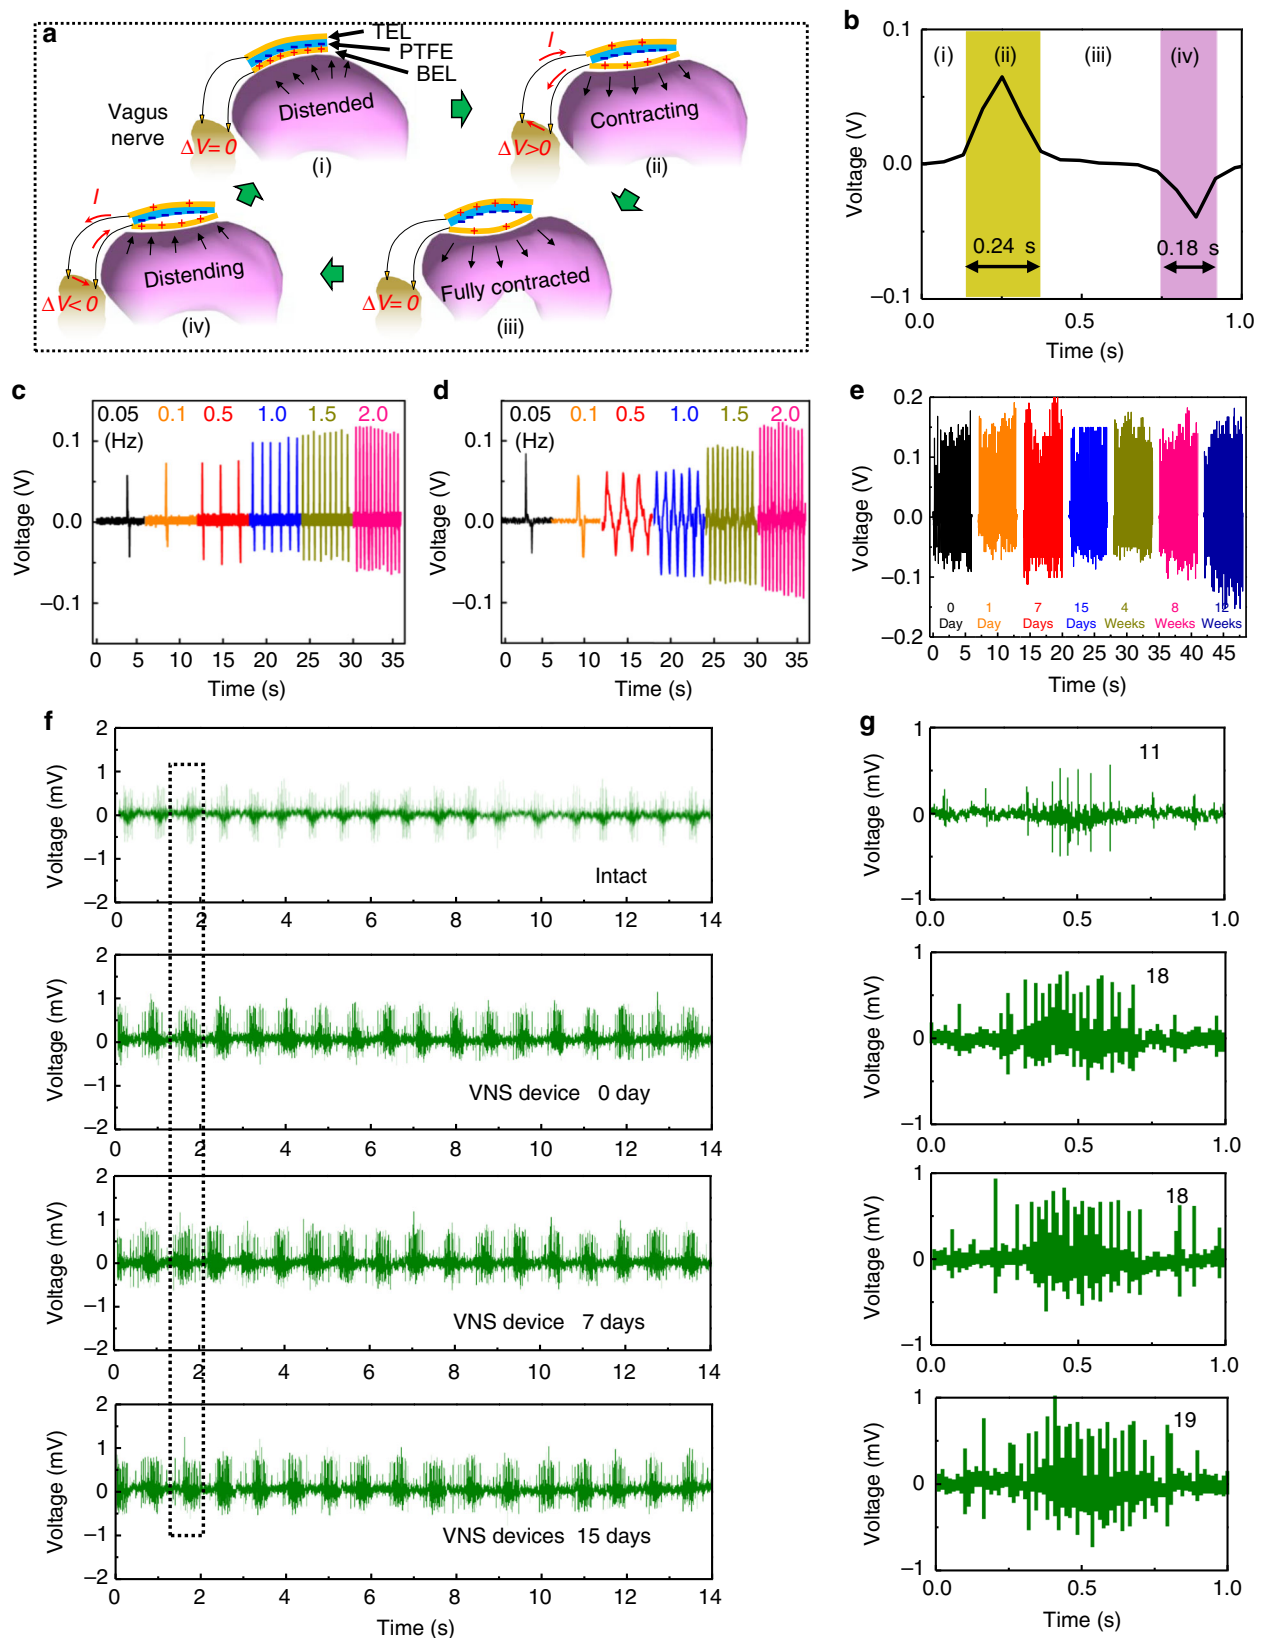 a
TEL
PTFE
BEL
Vagus
nerve
Distended
ΔV= 0
(i)
I
Contracting
ΔV>0
(ii)
I
Distending
ΔV< 0
(iv)
Fully contracted
ΔV= 0
(iii)
b
0.1
0.0
−0.1
Voltage (V)
(i)
(ii)
(iii)
(iv)
0.24 s
0.18 s
0.0
0.5
1.0
Time (s)
c
0.05 0.1 0.5 1.0 1.5 2.0
(Hz)
0.1
0.0
−0.1
Voltage (V)
0 5 10 15 20 25 30 35
Time (s)
d
0.05 0.1 0.5 1.0 1.5 2.0
(Hz)
0.1
0.0
−0.1
Voltage (V)
0 5 10 15 20 25 30 35
Time (s)
e
0.2
0.1
0.0
−0.1
−0.2
Voltage (V)
0 1 7 15 4 8 12
Day Day Days Days Weeks Weeks Weeks
0 5 10 15 20 25 30 35 40 45
Time (s)
f
2
1
0
−1
−2
Voltage (mV)
Intact
0 2 4 6 8 10 12 14
2
1
0
−1
−2
Voltage (mV)
VNS device 0 day
0 2 4 6 8 10 12 14
2
1
0
−1
−2
Voltage (mV)
VNS device 7 days
0 2 4 6 8 10 12 14
2
1
0
−1
−2
Voltage (mV)
VNS devices 15 days
0 2 4 6 8 10 12 14
Time (s)
g
1
0
−1
Voltage (mV)
11
0.0 0.5 1.0
1
0
−1
Voltage (mV)
18
0.0 0.5 1.0
1
0
−1
Voltage (mV)
18
0.0 0.5 1.0
1
0
−1
Voltage (mV)
19
0.0 0.5 1.0
Time (s)